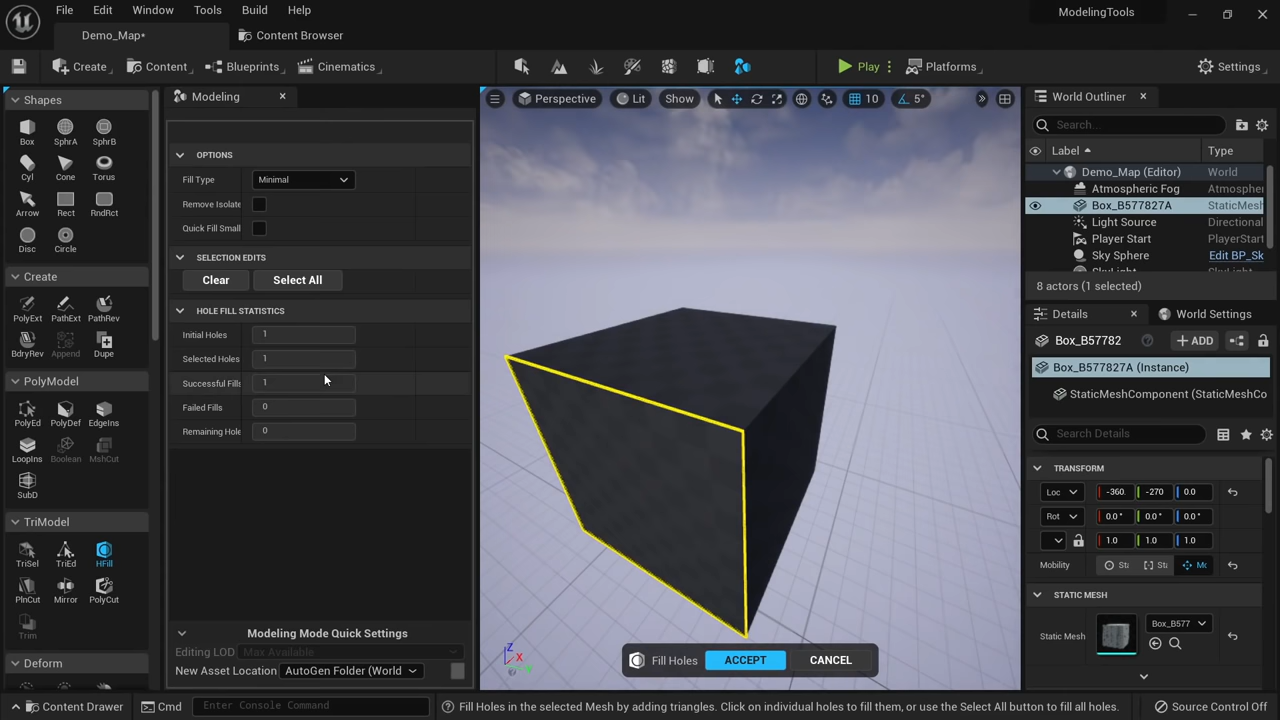 File Edit Window Tools Build Help
ModelingTools
Demo_Map*
Content Browser
Create
Content
Blueprints
Cinematics
Play
Platforms
Settings
Shapes
Box SphrA SphrB
Cyl Cone Torus
Arrow Rect RndRct
Disc Circle
Create
PolyExt PathExt PathRev
BdryRev Append Dupe
PolyModel
PolyEd PolyDef EdgeIns
LoopIns Boolean MshCut
SubD
TriModel
TriSel TriEd HFill
PlnCut Mirror PolyCut
Trim
Deform
Modeling
OPTIONS
Fill Type Minimal
Remove Isolate
Quick Fill Small
SELECTION EDITS
Clear Select All
HOLE FILL STATISTICS
Initial Holes 1
Selected Holes 1
Successful Fills 1
Failed Fills 0
Remaining Hole 0
Modeling Mode Quick Settings
Editing LOD Max Available
New Asset Location AutoGen Folder (World
Perspective Lit Show 10 5°
Z
X
Fill Holes ACCEPT CANCEL
World Outliner
Search...
Label Type
Demo_Map (Editor) World
Atmospheric Fog Atmospher
Box_B577827A StaticMesh
Light Source Directional
Player Start PlayerStart
Sky Sphere Edit BP_Sk
8 actors (1 selected)
Details World Settings
Box_B57782 ADD
Box_B577827A (Instance)
StaticMeshComponent (StaticMeshCo
Search Details
TRANSFORM
Loc -360. -270 0.0
Rot 0.0° 0.0° 0.0°
1.0 1.0 1.0
Mobility Sta Sta Mo
STATIC MESH
Static Mesh Box_B577
Content Drawer Cmd Enter Console Command
Fill Holes in the selected Mesh by adding triangles. Click on individual holes to fill them, or use the Select All button to fill all holes.
Source Control Off